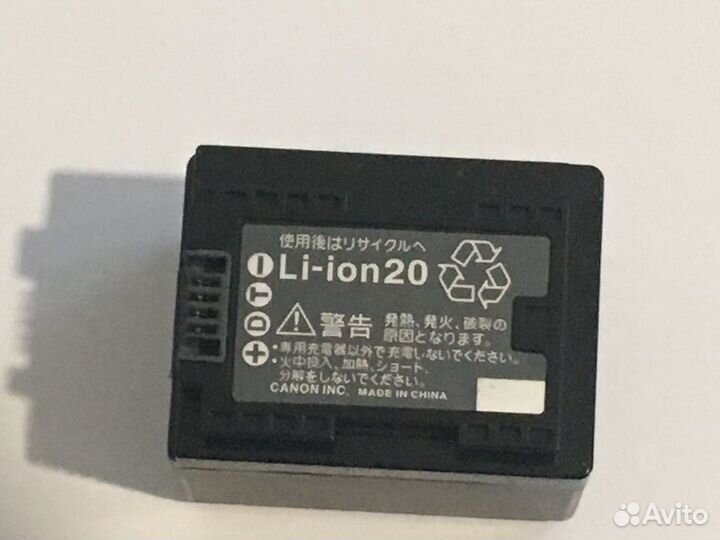 使用後はリサイクルへ
Li-ion20
I
T
D
+
警告 発熱、発火、破裂の
原因となります。
•専用充電器以外で充電しないでください。
•火中投入、加熱、ショート、
分解をしないでください。
CANON INC. MADE IN CHINA
Avito